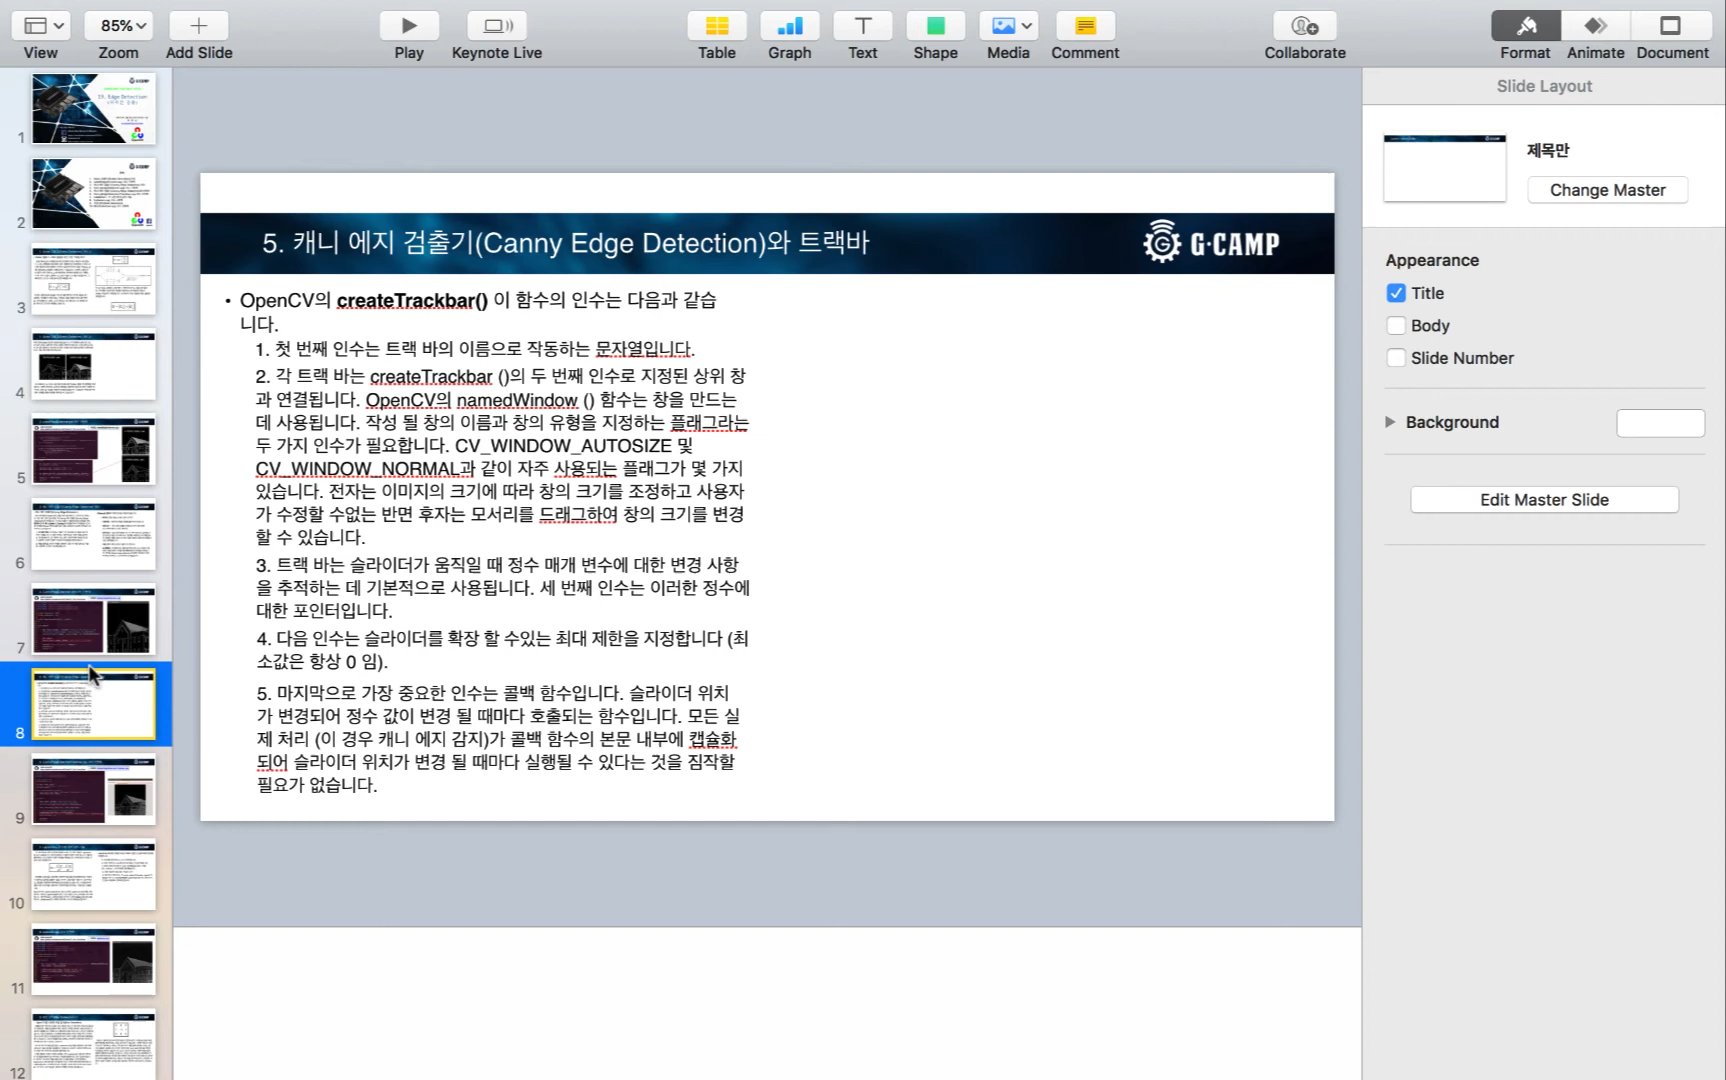 View
85%
Zoom
Add Slide
Play
Keynote Live
Table
Graph
Text
Shape
Media
Comment
Collaborate
Format
Animate
Document
1
2
3
4
5
6
7
8
9
10
11
12
5. 캐니 에지 검출기(Canny Edge Detection)와 트랙바
G·CAMP
• OpenCV의 createTrackbar() 이 함수의 인수는 다음과 같습
니다.
1. 첫 번째 인수는 트랙 바의 이름으로 작동하는 문자열입니다.
2. 각 트랙 바는 createTrackbar ()의 두 번째 인수로 지정된 상위 창
과 연결됩니다. OpenCV의 namedWindow () 함수는 창을 만드는
데 사용됩니다. 작성 될 창의 이름과 창의 유형을 지정하는 플래그라는
두 가지 인수가 필요합니다. CV_WINDOW_AUTOSIZE 및
CV_WINDOW_NORMAL과 같이 자주 사용되는 플래그가 몇 가지
있습니다. 전자는 이미지의 크기에 따라 창의 크기를 조정하고 사용자
가 수정할 수없는 반면 후자는 모서리를 드래그하여 창의 크기를 변경
할 수 있습니다.
3. 트랙 바는 슬라이더가 움직일 때 정수 매개 변수에 대한 변경 사항
을 추적하는 데 기본적으로 사용됩니다. 세 번째 인수는 이러한 정수에
대한 포인터입니다.
4. 다음 인수는 슬라이더를 확장 할 수있는 최대 제한을 지정합니다 (최
소값은 항상 0 임).
5. 마지막으로 가장 중요한 인수는 콜백 함수입니다. 슬라이더 위치
가 변경되어 정수 값이 변경 될 때마다 호출되는 함수입니다. 모든 실
제 처리 (이 경우 캐니 에지 감지)가 콜백 함수의 본문 내부에 캡슐화
되어 슬라이더 위치가 변경 될 때마다 실행될 수 있다는 것을 짐작할
필요가 없습니다.
Slide Layout
제목만
Change Master
Appearance
Title
Body
Slide Number
Background
Edit Master Slide